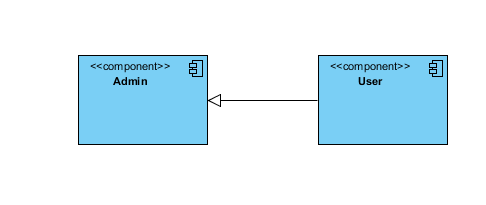 <<component>>
Admin
<<component>>
User